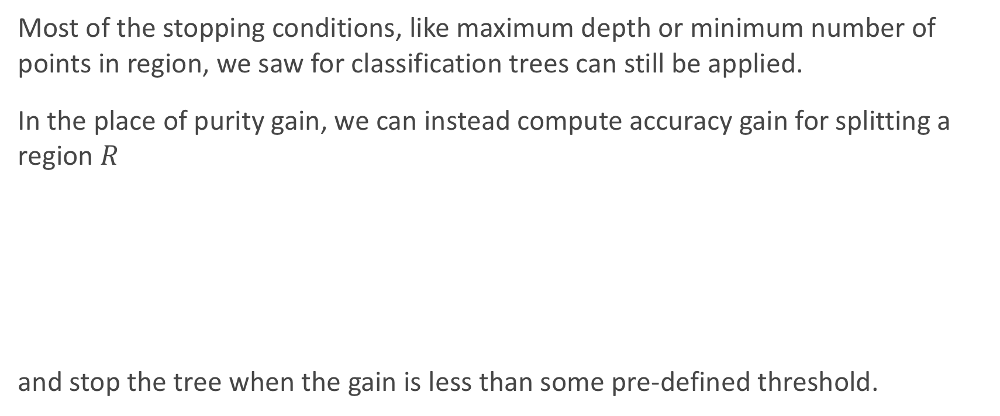 Most of the stopping conditions, like maximum depth or minimum number of
points in region, we saw for classification trees can still be applied.
In the place of purity gain, we can instead compute accuracy gain for splitting a
region R
and stop the tree when the gain is less than some pre-defined threshold.